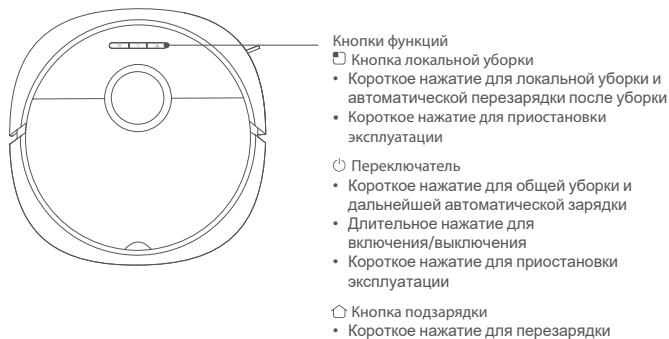 Кнопки функций
Кнопка локальной уборки
• Короткое нажатие для локальной уборки и
автоматической перезарядки после уборки
• Короткое нажатие для приостановки
эксплуатации
Переключатель
• Короткое нажатие для общей уборки и
дальнейшей автоматической зарядки
• Длительное нажатие для
включения/выключения
• Короткое нажатие для приостановки
эксплуатации
Кнопка подзарядки
• Короткое нажатие для перезарядки